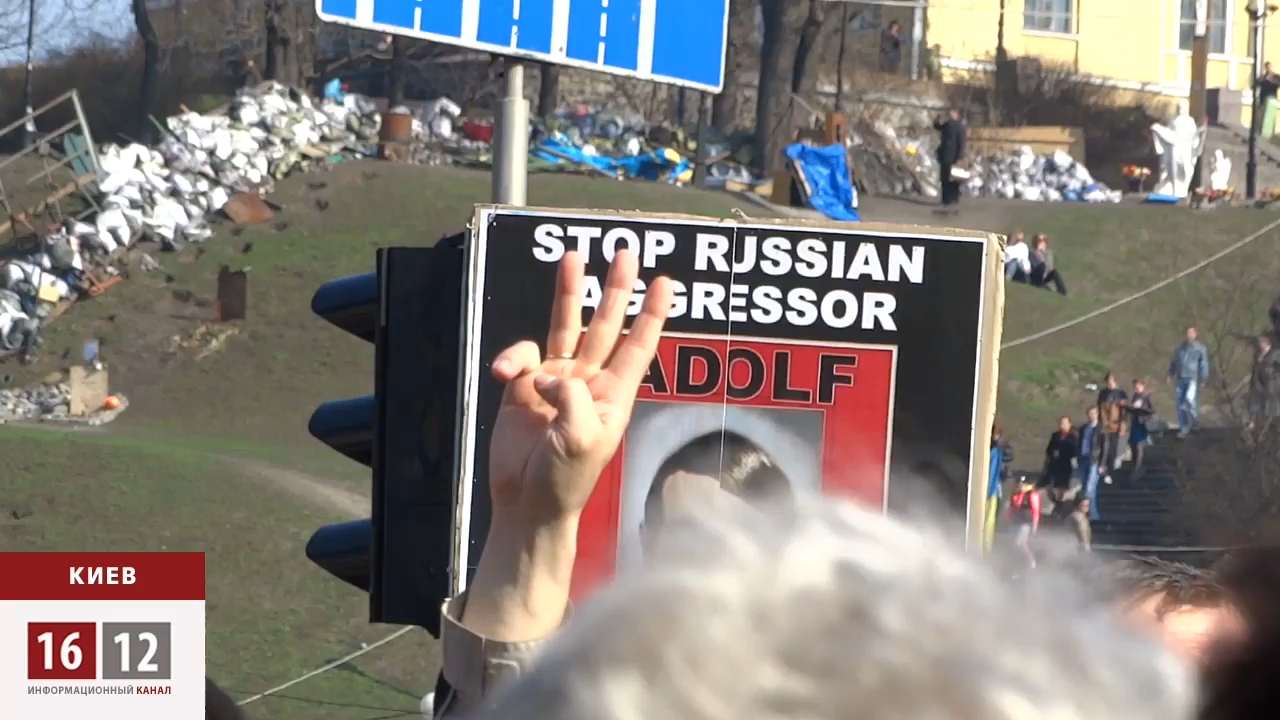 STOP RUSSIAN
AGGRESSOR
ADOLF
КИЕВ
16 12
ИНФОРМАЦИОННЫЙ КАНАЛ